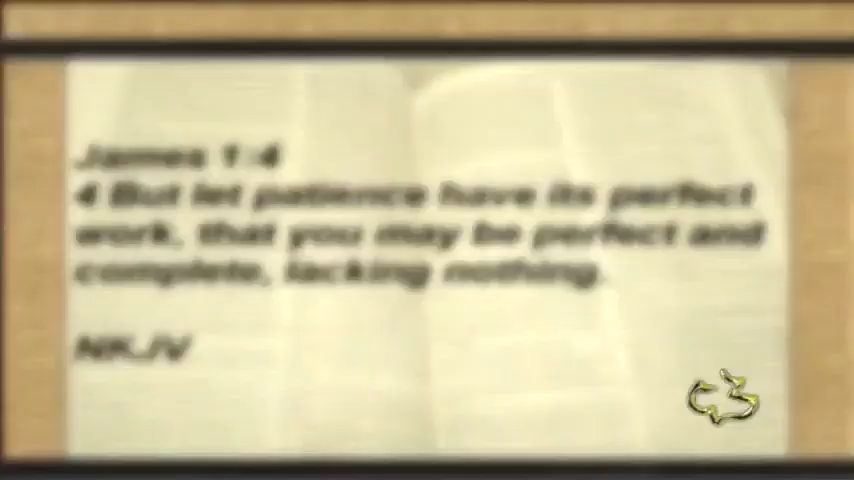 James 1:4
4 But let patience have its perfect
work, that you may be perfect and
complete, lacking nothing.
NKJV
C3